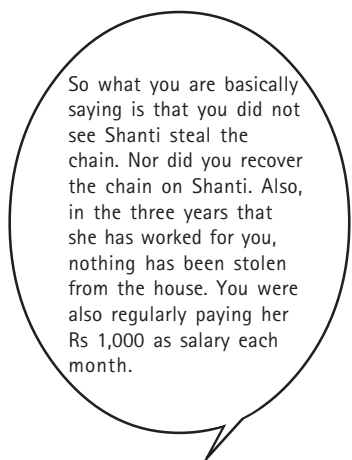 So what you are basically
saying is that you did not
see Shanti steal the
chain. Nor did you recover
the chain on Shanti. Also,
in the three years that
she has worked for you,
nothing has been stolen
from the house. You were
also regularly paying her
Rs 1,000 as salary each
month.